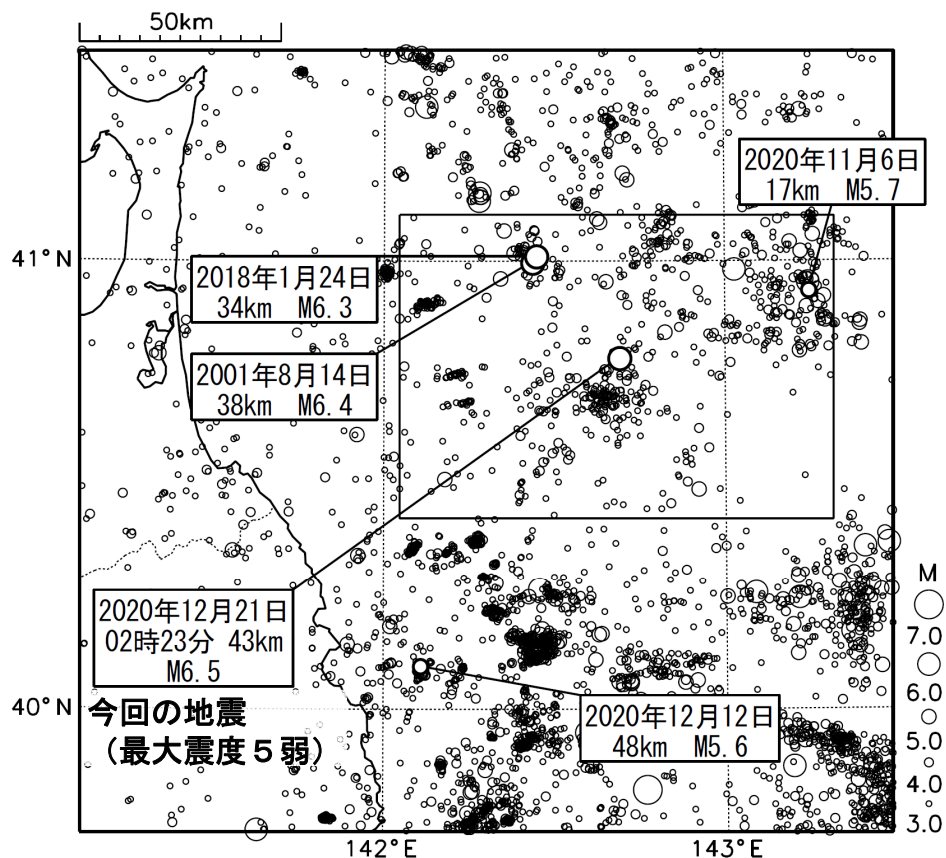 50km
2020年11月6日
17km M5.7
41°N
2018年1月24日
34km M6.3
2001年8月14日
38km M6.4
2020年12月21日
02時23分 43km
M6.5
今回の地震
（最大震度５弱）
40°N
2020年12月12日
48km M5.6
M
7.0
6.0
5.0
4.0
3.0
142°E
143°E